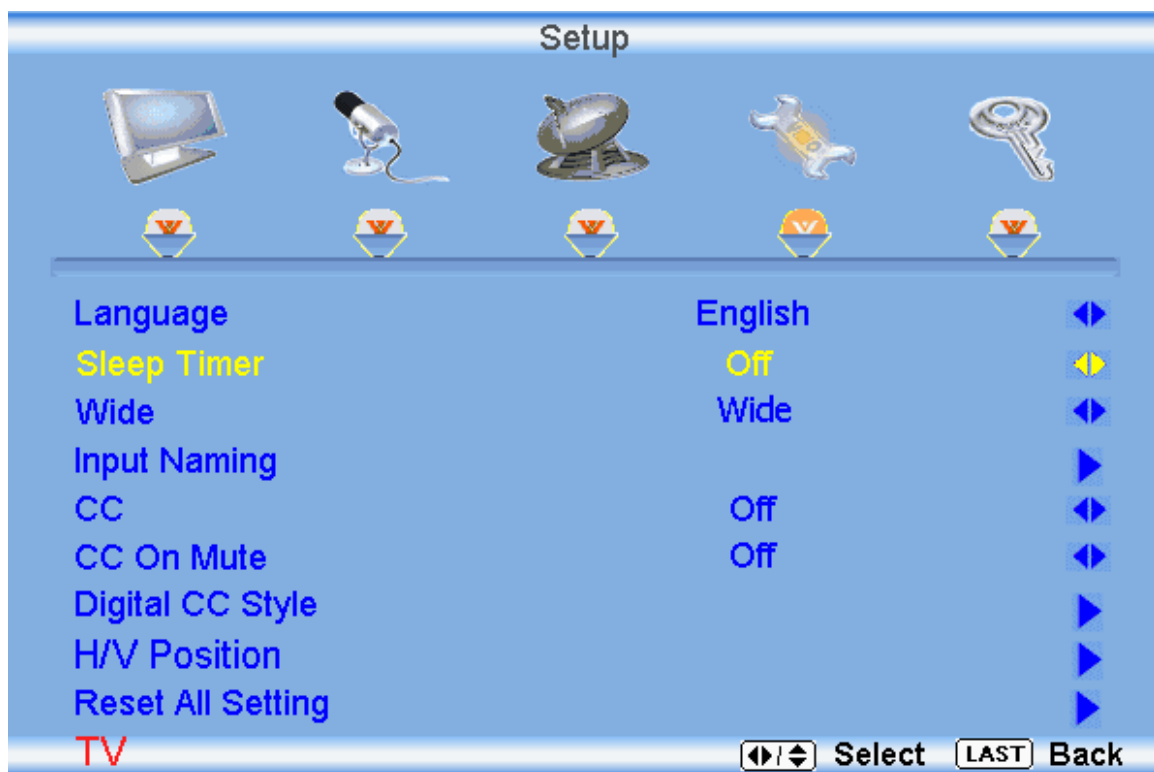 Setup
Language English
Sleep Timer Off
Wide Wide
Input Naming
CC Off
CC On Mute Off
Digital CC Style
H/V Position
Reset All Setting
TV / Select LAST Back